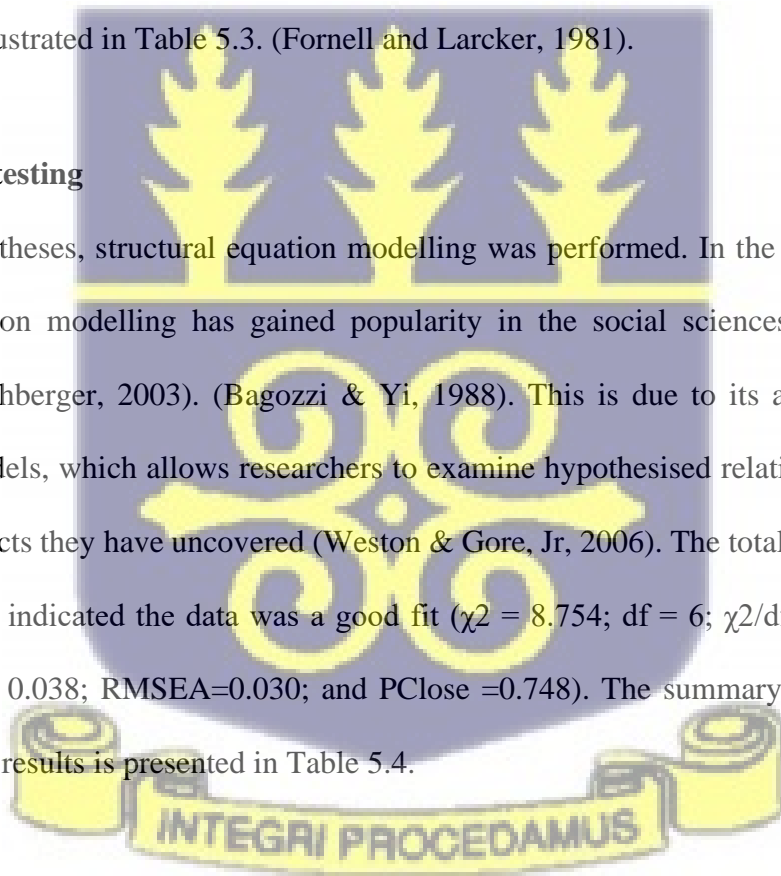 ustrated in Table 5.3. (Fornell and Larcker, 1981).
testing
theses, structural equation modelling was performed. In the
on modelling has gained popularity in the social sciences
hberger, 2003). (Bagozzi & Yi, 1988). This is due to its a
dels, which allows researchers to examine hypothesised relati
cts they have uncovered (Weston & Gore, Jr, 2006). The total
indicated the data was a good fit (χ2 = 8.754; df = 6; χ2/d
0.038; RMSEA=0.030; and PClose =0.748). The summary
results is presented in Table 5.4.
INTEGRI PROCEDAMUS